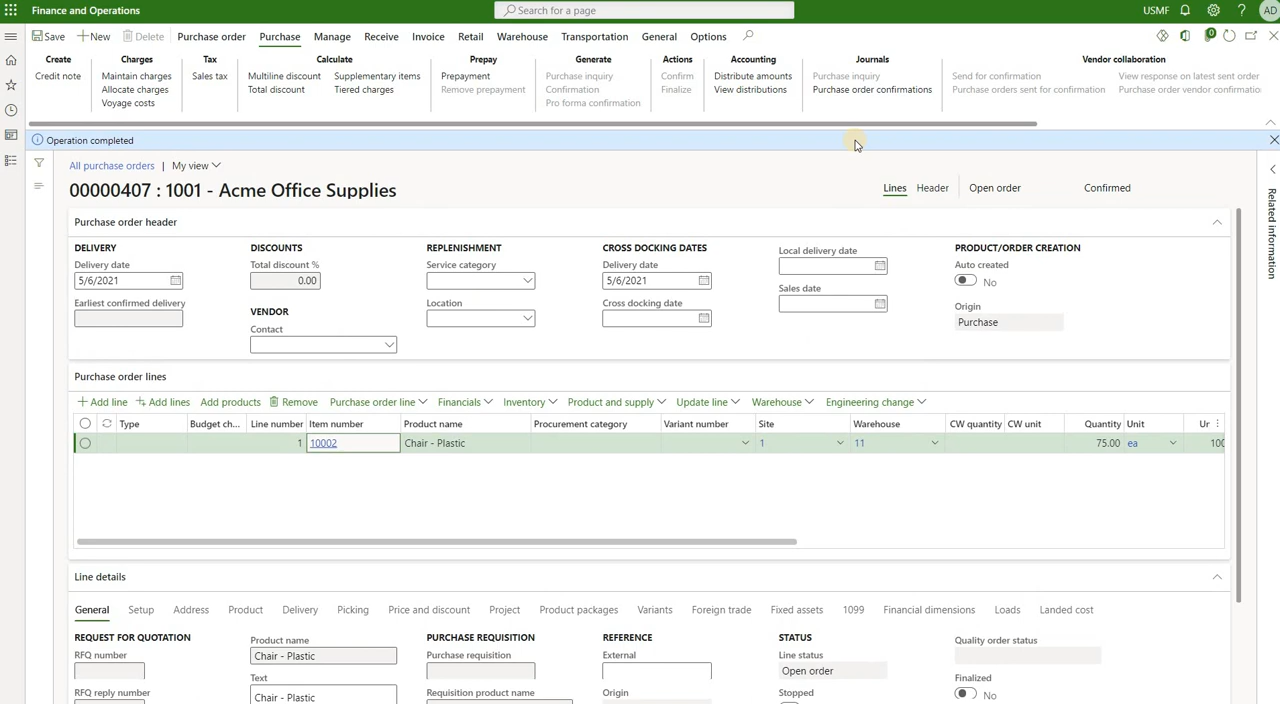 Finance and Operations
Search for a page
USMF
AD
Save
New
Delete
Purchase order
Purchase
Manage
Receive
Invoice
Retail
Warehouse
Transportation
General
Options
0
Create
Charges
Tax
Calculate
Prepay
Generate
Actions
Accounting
Journals
Vendor collaboration
Credit note
Maintain charges
Sales tax
Multiline discount
Supplementary items
Prepayment
Purchase inquiry
Confirm
Distribute amounts
Purchase inquiry
Send for confirmation
View response on latest sent order
Allocate charges
Total discount
Tiered charges
Remove prepayment
Confirmation
Finalize
View distributions
Purchase order confirmations
Purchase orders sent for confirmation
Purchase order vendor confirmatio
Voyage costs
Pro forma confirmation
Operation completed
All purchase orders
My view
00000407 : 1001 - Acme Office Supplies
Lines
Header
Open order
Confirmed
Related information
Purchase order header
DELIVERY
DISCOUNTS
REPLENISHMENT
CROSS DOCKING DATES
Local delivery date
PRODUCT/ORDER CREATION
Delivery date
Total discount %
Service category
Delivery date
Auto created
5/6/2021
0.00
5/6/2021
No
Sales date
Earliest confirmed delivery
VENDOR
Location
Cross docking date
Origin
Contact
Purchase
Purchase order lines
Add line
Add lines
Add products
Remove
Purchase order line
Financials
Inventory
Product and supply
Update line
Warehouse
Engineering change
Type
Budget ch...
Line number
Item number
Product name
Procurement category
Variant number
Site
Warehouse
CW quantity
CW unit
Quantity
Unit
Ur
1
10002
Chair - Plastic
1
11
75.00
ea
100
Line details
General
Setup
Address
Product
Delivery
Picking
Price and discount
Project
Product packages
Variants
Foreign trade
Fixed assets
1099
Financial dimensions
Loads
Landed cost
REQUEST FOR QUOTATION
Product name
PURCHASE REQUISITION
REFERENCE
STATUS
Quality order status
RFQ number
Chair - Plastic
Purchase requisition
External
Line status
Open order
Text
Finalized
RFQ reply number
Chair - Plastic
Requisition product name
Origin
Stopped
No